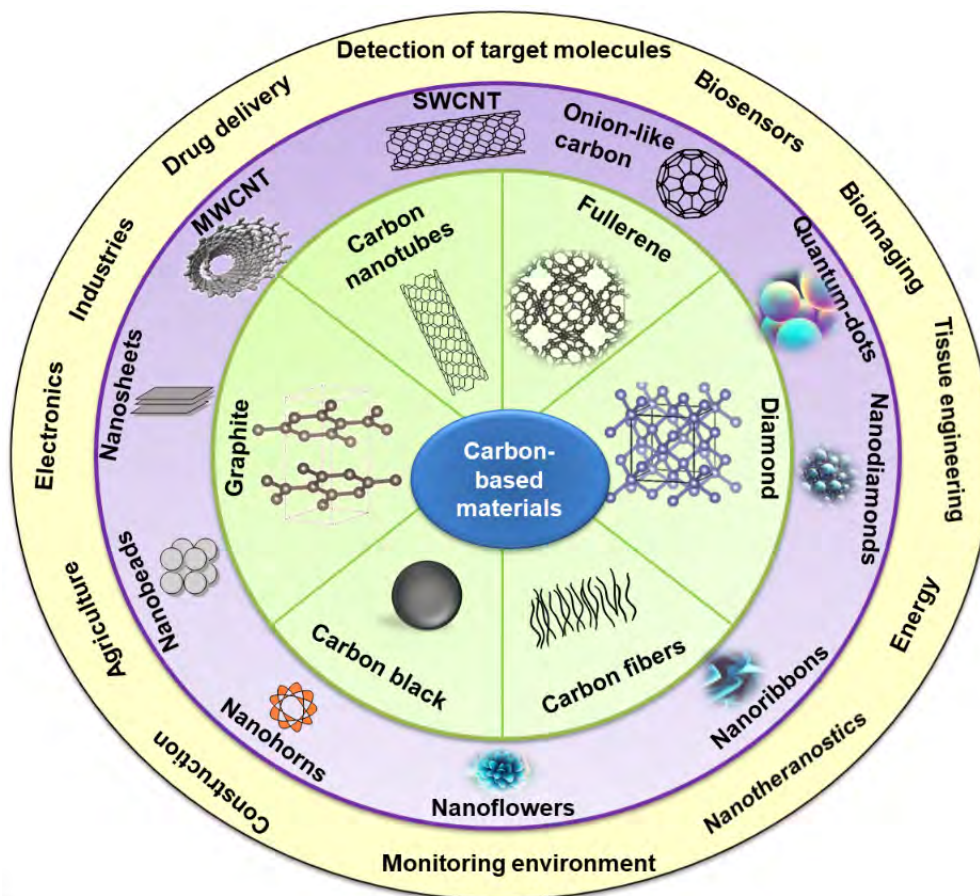 Detection of target molecules
Biosensors
Bioimaging
Tissue engineering
Energy
Nanotheranostics
Monitoring environment
Construction
Agriculture
Electronics
Industries
Drug delivery
SWCNT
Onion-like
carbon
Quantum-dots
Nanodiamonds
Nanoribbons
Nanoflowers
Nanohorns
Nanobeads
Nanosheets
MWCNT
Carbon
nanotubes
Fullerene
Diamond
Carbon fibers
Carbon black
Graphite
Carbon-
based
materials